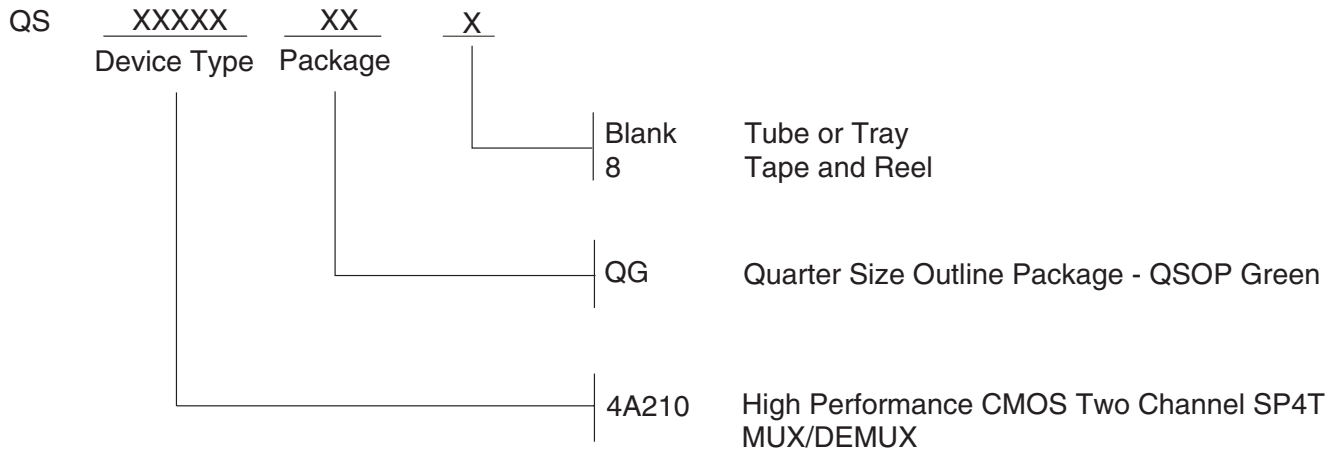 QS XXXXX XX X
Device Type Package
Blank Tube or Tray
8 Tape and Reel
QG Quarter Size Outline Package - QSOP Green
4A210 High Performance CMOS Two Channel SP4T
MUX/DEMUX